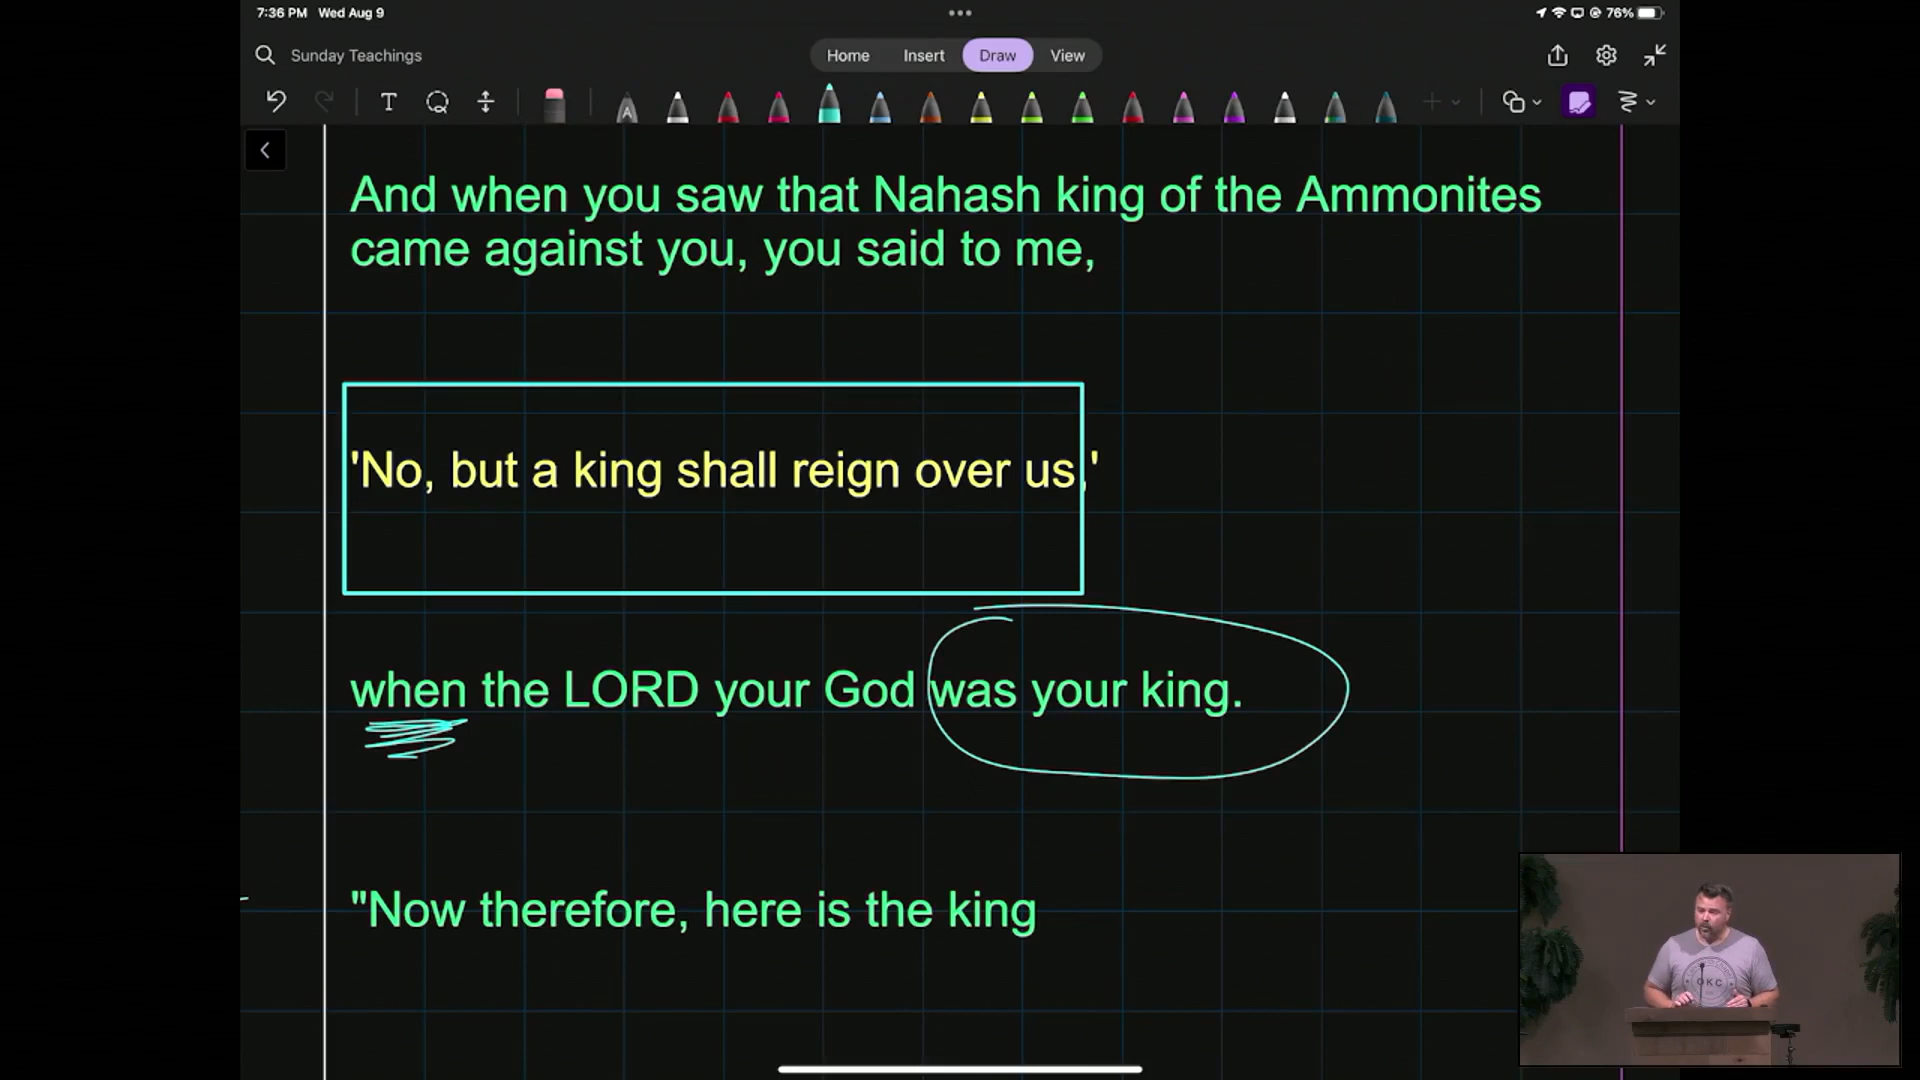 7:36 PM Wed Aug 9
76%
Sunday Teachings
Home Insert Draw View
And when you saw that Nahash king of the Ammonites
came against you, you said to me,
'No, but a king shall reign over us,'
when the LORD your God was your king.
"Now therefore, here is the king
OKC